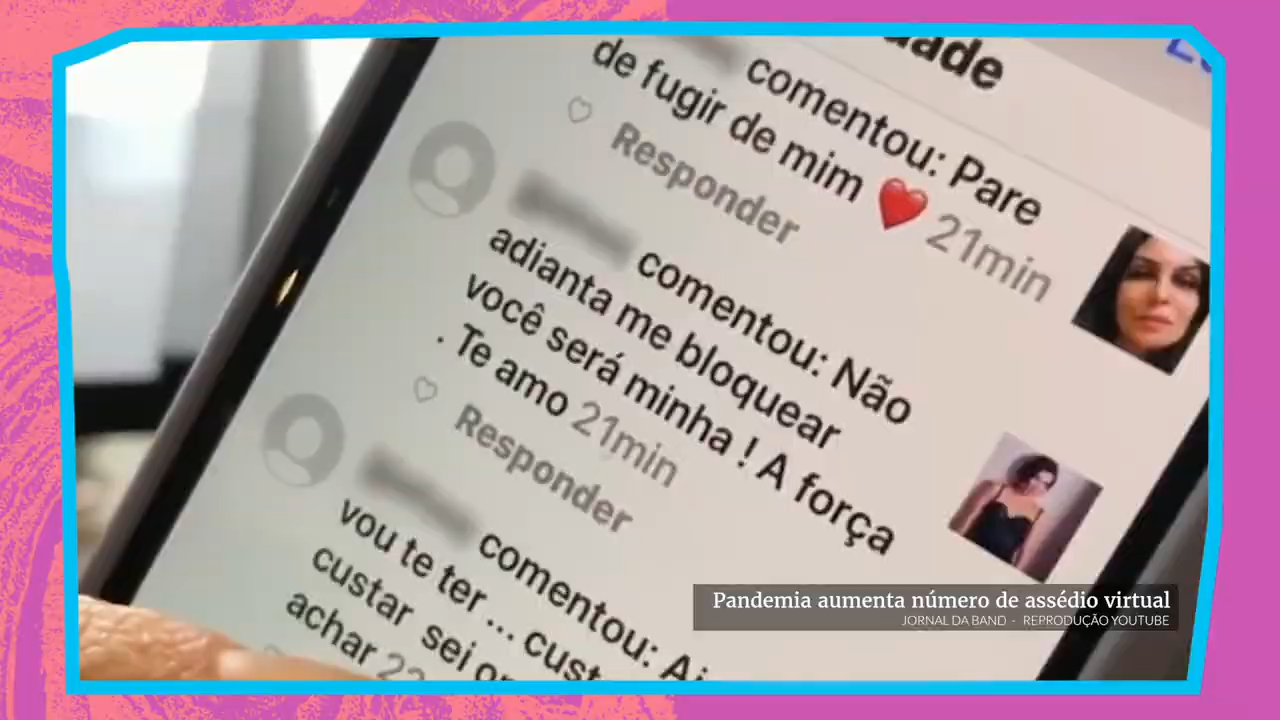 dade
comentou: Pare
de fugir de mim ❤️ 21min
Responder
comentou: Não
adianta me bloquear
você será minha ! A força
. Te amo 21min
Responder
comentou: Ai
vou te ter ... 
custar sei
achar
Pandemia aumenta número de assédio virtual
JORNAL DA BAND - REPRODUÇÃO YOUTUBE